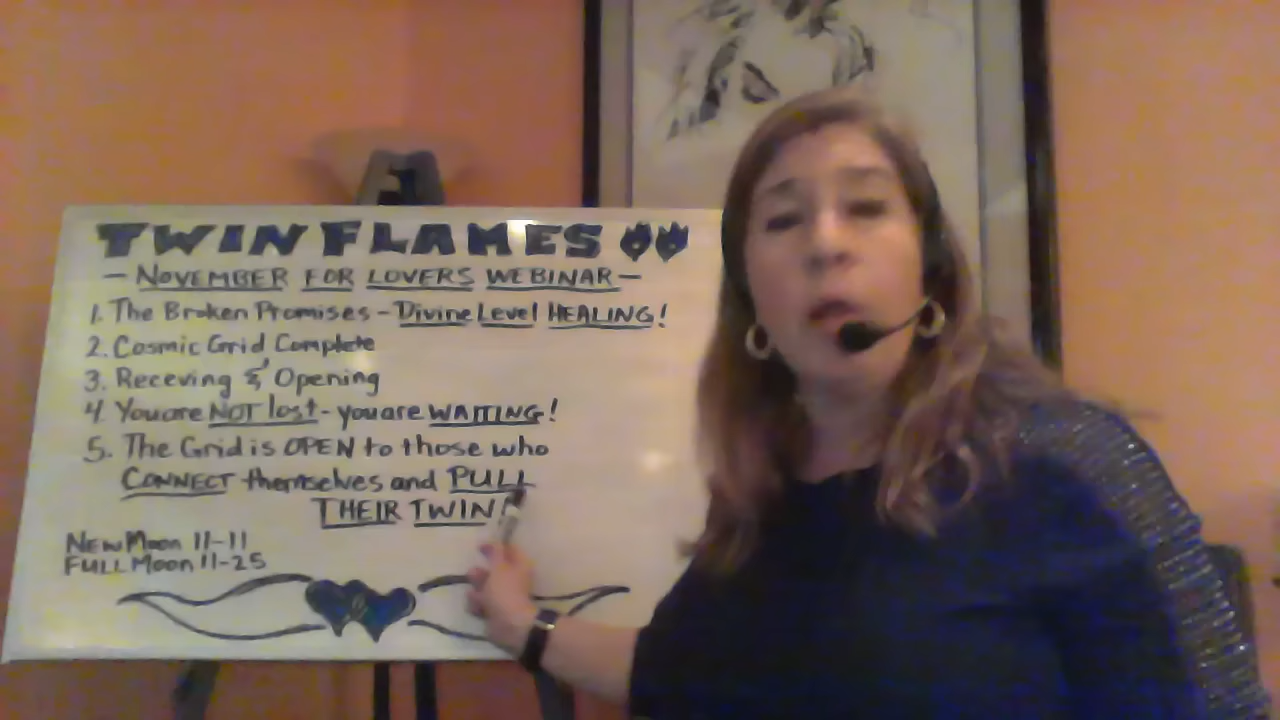 TWIN FLAMES
- NOVEMBER FOR LOVERS WEBINAR -
1. The Broken Promises - Divine Level HEALING!
2. Cosmic Grid Complete
3. Receving & Opening
4. You are NOT lost - you are WAITING!
5. The Grid is OPEN to those who
CONNECT themselves and PULL
THEIR TWIN!
NEW Moon 11-11
FULL Moon 11-25